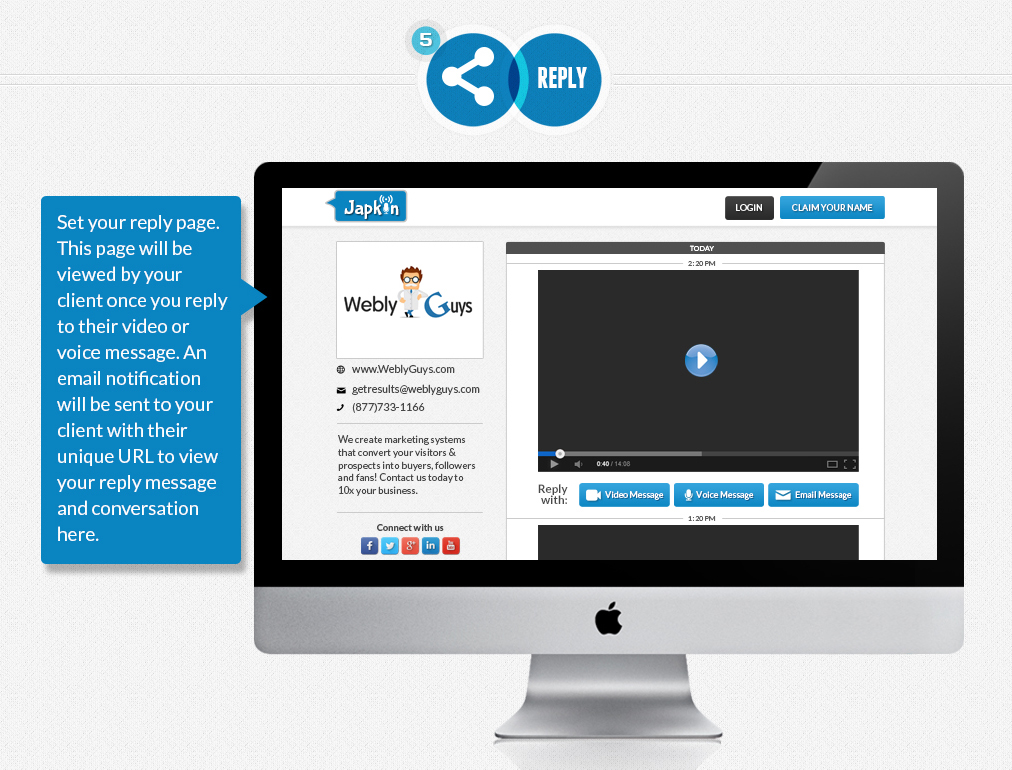 5
REPLY
Set your reply page.
This page will be
viewed by your
client once you reply
to their video or
voice message. An
email notification
will be sent to your
client with their
unique URL to view
your reply message
and conversation
here.
Japkin
LOGIN
CLAIM YOUR NAME
Webly Guys
www.WeblyGuys.com
getresults@weblyguys.com
(877)733-1166
We create marketing systems
that convert your visitors &
prospects into buyers, followers
and fans! Contact us today to
10x your business.
Connect with us
f
g+
in
You
TODAY
2:20 PM
0:40 / 14:08
Reply
with:
Video Message
Voice Message
Email Message
1:20 PM